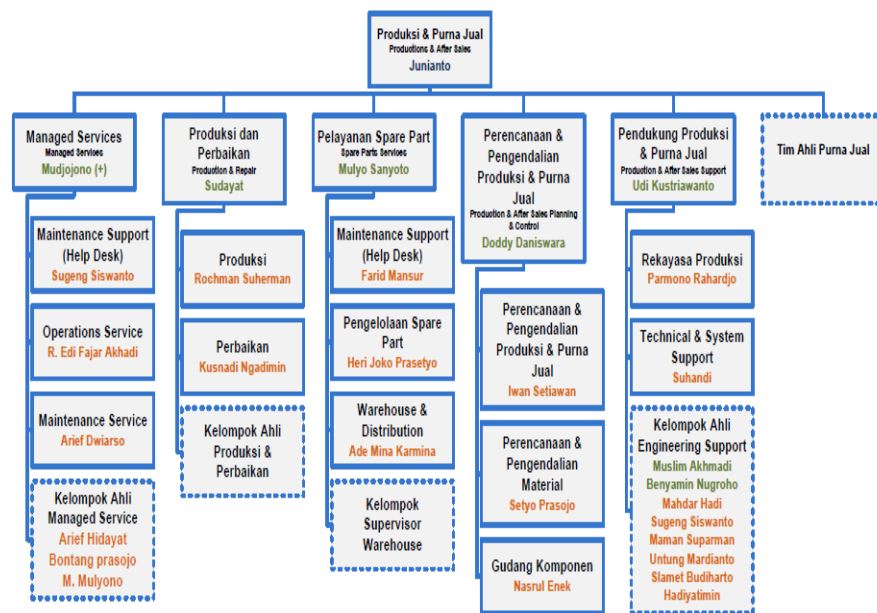 Produksi & Purna Jual
Productions & After Sales
Junianto
Managed Services
Managed Services
Mudjojono (+)
Maintenance Support
(Help Desk)
Sugeng Siswanto
Operations Service
R. Edi Fajar Akhadi
Maintenance Service
Arief Dwiarso
Kelompok Ahli
Managed Service
Arief Hidayat
Bontang prasojo
M. Mulyono
Produksi dan
Perbaikan
Production & Repair
Sudayat
Produksi
Rochman Suherman
Perbaikan
Kusnadi Ngadimin
Kelompok Ahli
Produksi &
Perbaikan
Pelayanan Spare Part
Spare Parts Services
Mulyo Sanyoto
Maintenance Support
(Help Desk)
Farid Mansur
Pengelolaan Spare
Part
Heri Joko Prasetyo
Warehouse &
Distribution
Ade Mina Karmina
Kelompok
Supervisor
Warehouse
Perencanaan &
Pengendalian
Produksi & Purna
Jual
Production & After Sales Planning
& Control
Doddy Daniswara
Perencanaan &
Pengendalian
Produksi & Purna
Jual
Iwan Setiawan
Perencanaan &
Pengendalian
Material
Setyo Prasojo
Gudang Komponen
Nasrul Enek
Pendukung Produksi
& Purna Jual
Production & After Sales Support
Udi Kustriawanto
Rekayasa Produksi
Parmono Rahardjo
Technical & System
Support
Suhandi
Kelompok Ahli
Engineering Support
Muslim Akhmadi
Benyamin Nugroho
Mahdar Hadi
Sugeng Siswanto
Maman Suparman
Untung Mardianto
Slamet Budiharto
Hadiyatimin
Tim Ahli Purna Jual